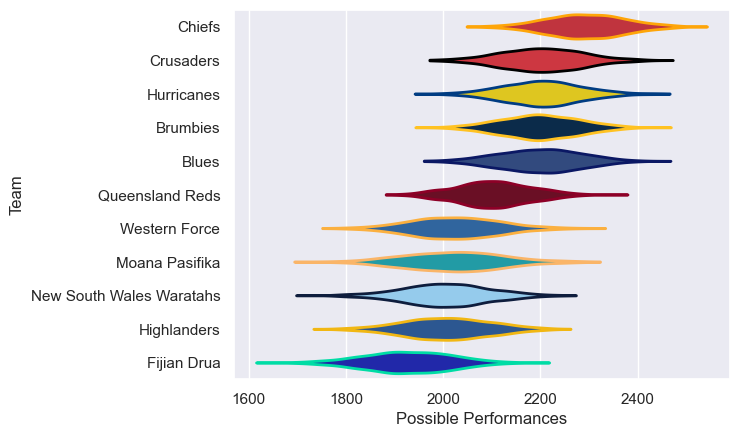 Chiefs
Crusaders
Hurricanes
Brumbies
Blues
Queensland Reds
Western Force
Moana Pasifika
New South Wales Waratahs
Highlanders
Fijian Drua
Team
1600 1800 2000 2200 2400
Possible Performances